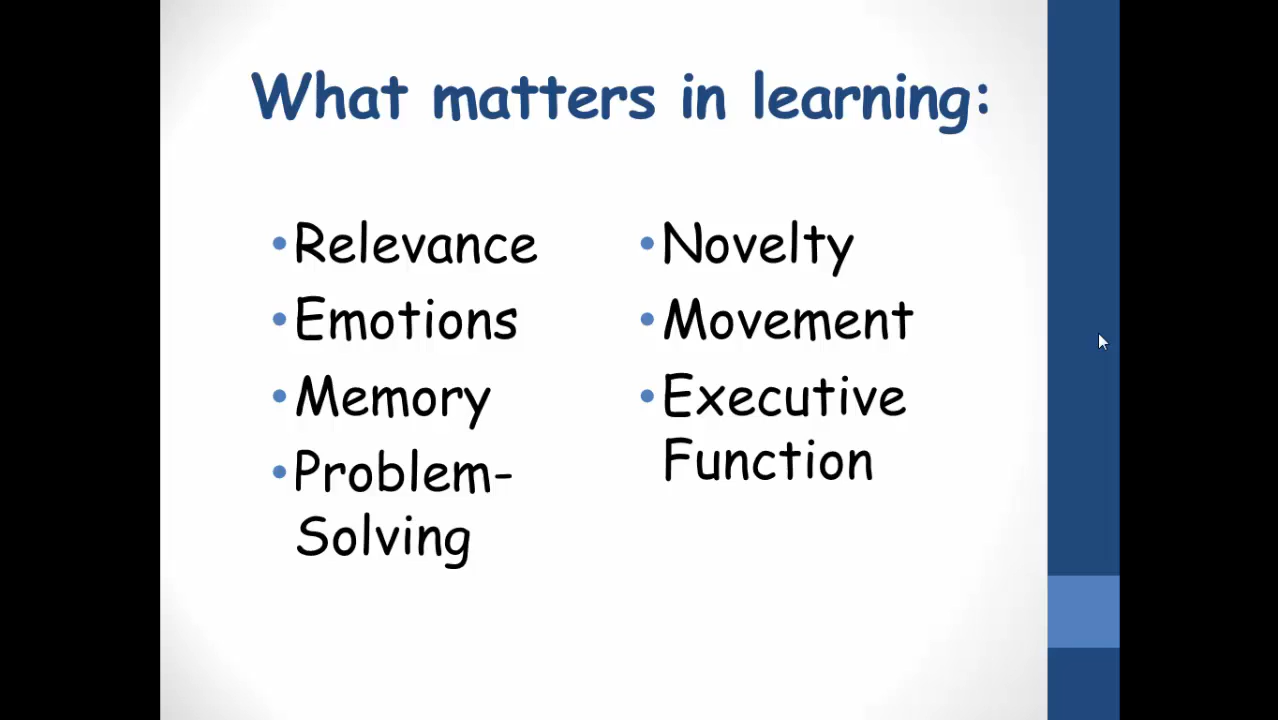 What matters in learning:
•Relevance
•Emotions
•Memory
•Problem-
Solving
•Novelty
•Movement
•Executive
Function